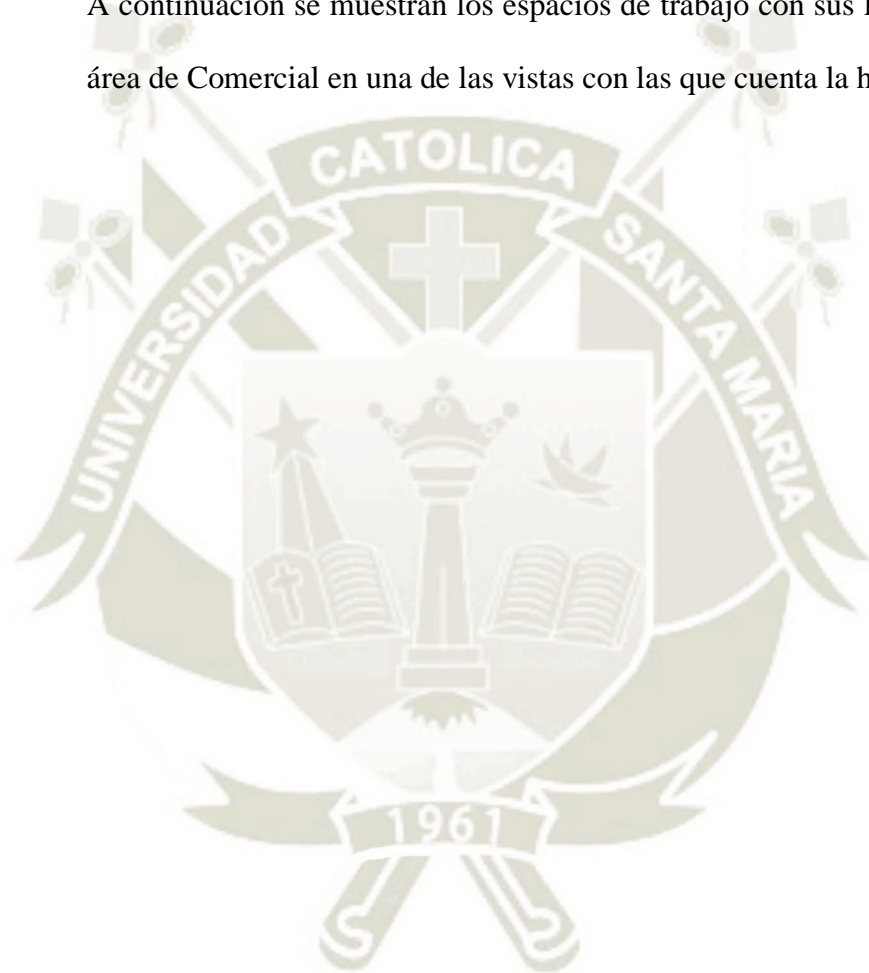 A continuación se muestran los espacios de trabajo con sus
área de Comercial en una de las vistas con las que cuenta la
UNIVERSIDAD
CATOLICA
SANTA MARIA
1961